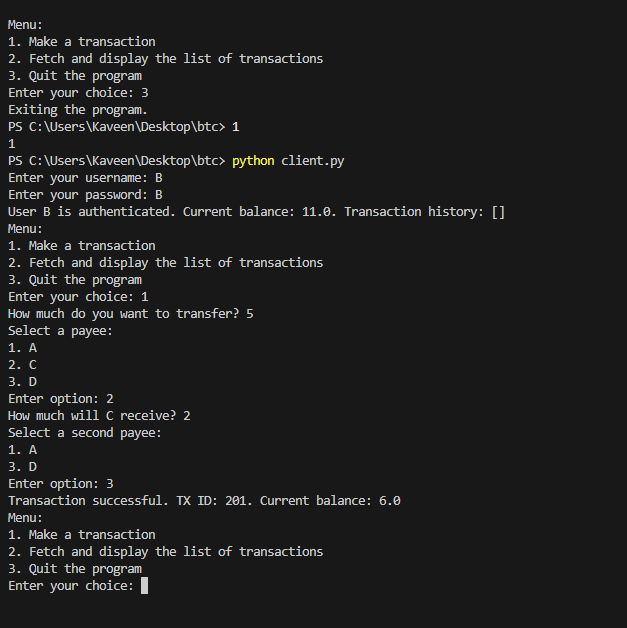 Menu:
1. Make a transaction
2. Fetch and display the list of transactions
3. Quit the program
Enter your choice: 3
Exiting the program.
PS C:\Users\Kaveen\Desktop\btc> 1
1
PS C:\Users\Kaveen\Desktop\btc> python client.py
Enter your username: B
Enter your password: B
User B is authenticated. Current balance: 11.0. Transaction history: []
Menu:
1. Make a transaction
2. Fetch and display the list of transactions
3. Quit the program
Enter your choice: 1
How much do you want to transfer? 5
Select a payee:
1. A
2. C
3. D
Enter option: 2
How much will C receive? 2
Select a second payee:
1. A
3. D
Enter option: 3
Transaction successful. TX ID: 201. Current balance: 6.0
Menu:
1. Make a transaction
2. Fetch and display the list of transactions
3. Quit the program
Enter your choice: